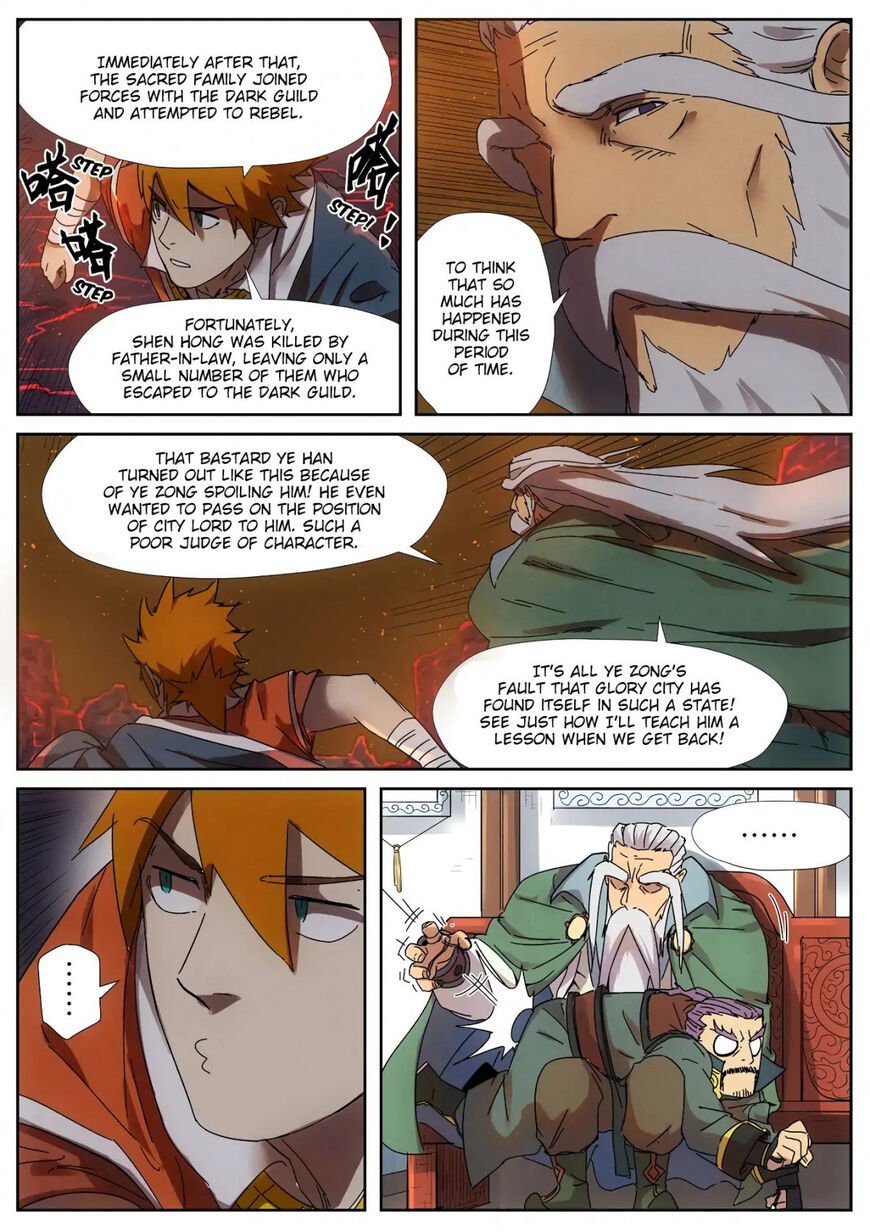 IMMEDIATELY AFTER THAT,
THE SACRED FAMILY JOINED
FORCES WITH THE DARK GUILD
AND ATTEMPTED TO REBEL.
嗒
STEP
嗒
STEP
嗒!
STEP!
FORTUNATELY,
SHEN HONG WAS KILLED BY
FATHER-IN-LAW, LEAVING ONLY A
SMALL NUMBER OF THEM WHO
ESCAPED TO THE DARK GUILD.
TO THINK
THAT SO
MUCH HAS
HAPPENED
DURING THIS
PERIOD
OF TIME.
THAT BASTARD YE HAN
TURNED OUT LIKE THIS BECAUSE
OF YE ZONG SPOILING HIM! HE EVEN
WANTED TO PASS ON THE POSITION
OF CITY LORD TO HIM. SUCH A
POOR JUDGE OF CHARACTER.
IT'S ALL YE ZONG'S
FAULT THAT GLORY CITY HAS
FOUND ITSELF IN SUCH A STATE!
SEE JUST HOW I'LL TEACH HIM A
LESSON WHEN WE GET BACK!
......
......